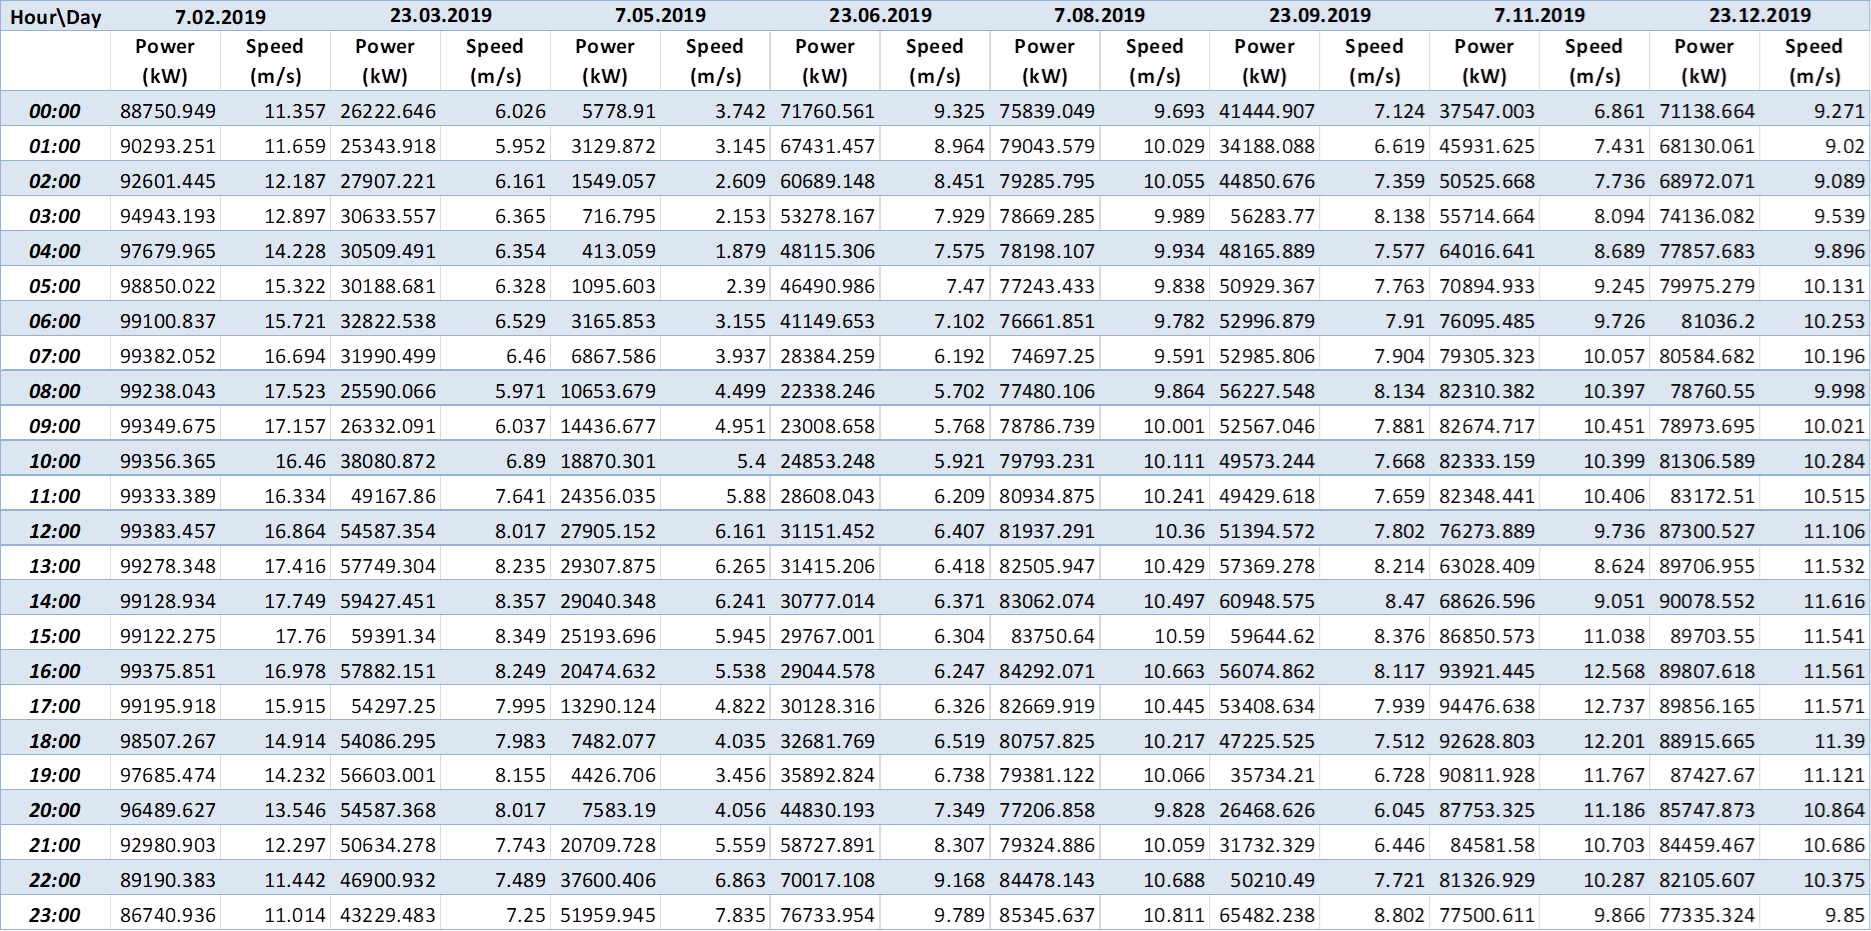 Hour\Day 7.02.2019 23.03.2019 7.05.2019 23.06.2019 7.08.2019 23.09.2019 7.11.2019 23.12.2019
Power Speed Power Speed Power Speed Power Speed Power Speed Power Speed Power Speed Power Speed
(kW) (m/s) (kW) (m/s) (kW) (m/s) (kW) (m/s) (kW) (m/s) (kW) (m/s) (kW) (m/s) (kW) (m/s)
00:00 88750.949 11.357 26222.646 6.026 5778.91 3.742 71760.561 9.325 75839.049 9.693 41444.907 7.124 37547.003 6.861 71138.664 9.271
01:00 90293.251 11.659 25343.918 5.952 3129.872 3.145 67431.457 8.964 79043.579 10.029 34188.088 6.619 45931.625 7.431 68130.061 9.02
02:00 92601.445 12.187 27907.221 6.161 1549.057 2.609 60689.148 8.451 79285.795 10.055 44850.676 7.359 50525.668 7.736 68972.071 9.089
03:00 94943.193 12.897 30633.557 6.365 716.795 2.153 53278.167 7.929 78669.285 9.989 56283.77 8.138 55714.664 8.094 74136.082 9.539
04:00 97679.965 14.228 30509.491 6.354 413.059 1.879 48115.306 7.575 78198.107 9.934 48165.889 7.577 64016.641 8.689 77857.683 9.896
05:00 98850.022 15.322 30188.681 6.328 1095.603 2.39 46490.986 7.47 77243.433 9.838 50929.367 7.763 70894.933 9.245 79975.279 10.131
06:00 99100.837 15.721 32822.538 6.529 3165.853 3.155 41149.653 7.102 76661.851 9.782 52996.879 7.91 76095.485 9.726 81036.2 10.253
07:00 99382.052 16.694 31990.499 6.46 6867.586 3.937 28384.259 6.192 74697.25 9.591 52985.806 7.904 79305.323 10.057 80584.682 10.196
08:00 99238.043 17.523 25590.066 5.971 10653.679 4.499 22338.246 5.702 77480.106 9.864 56227.548 8.134 82310.382 10.397 78760.55 9.998
09:00 99349.675 17.157 26332.091 6.037 14436.677 4.951 23008.658 5.768 78786.739 10.001 52567.046 7.881 82674.717 10.451 78973.695 10.021
10:00 99356.365 16.46 38080.872 6.89 18870.301 5.4 24853.248 5.921 79793.231 10.111 49573.244 7.668 82333.159 10.399 81306.589 10.284
11:00 99333.389 16.334 49167.86 7.641 24356.035 5.88 28608.043 6.209 80934.875 10.241 49429.618 7.659 82348.441 10.406 83172.51 10.515
12:00 99383.457 16.864 54587.354 8.017 27905.152 6.161 31151.452 6.407 81937.291 10.36 51394.572 7.802 76273.889 9.736 87300.527 11.106
13:00 99278.348 17.416 57749.304 8.235 29307.875 6.265 31415.206 6.418 82505.947 10.429 57369.278 8.214 63028.409 8.624 89706.955 11.532
14:00 99128.934 17.749 59427.451 8.357 29040.348 6.241 30777.014 6.371 83062.074 10.497 60948.575 8.47 68626.596 9.051 90078.552 11.616
15:00 99122.275 17.76 59391.34 8.349 25193.696 5.945 29767.001 6.304 83750.64 10.59 59644.62 8.376 86850.573 11.038 89703.55 11.541
16:00 99375.851 16.978 57882.151 8.249 20474.632 5.538 29044.578 6.247 84292.071 10.663 56074.862 8.117 93921.445 12.568 89807.618 11.561
17:00 99195.918 15.915 54297.25 7.995 13290.124 4.822 30128.316 6.326 82669.919 10.445 53408.634 7.939 94476.638 12.737 89856.165 11.571
18:00 98507.267 14.914 54086.295 7.983 7482.077 4.035 32681.769 6.519 80757.825 10.217 47225.525 7.512 92628.803 12.201 88915.665 11.39
19:00 97685.474 14.232 56603.001 8.155 4426.706 3.456 35892.824 6.738 79381.122 10.066 35734.21 6.728 90811.928 11.767 87427.67 11.121
20:00 96489.627 13.546 54587.368 8.017 7583.19 4.056 44830.193 7.349 77206.858 9.828 26468.626 6.045 87753.325 11.186 85747.873 10.864
21:00 92980.903 12.297 50634.278 7.743 20709.728 5.559 58727.891 8.307 79324.886 10.059 31732.329 6.446 84581.58 10.703 84459.467 10.686
22:00 89190.383 11.442 46900.932 7.489 37600.406 6.863 70017.108 9.168 84478.143 10.688 50210.49 7.721 81326.929 10.287 82105.607 10.375
23:00 86740.936 11.014 43229.483 7.25 51959.945 7.835 76733.954 9.789 85345.637 10.811 65482.238 8.802 77500.611 9.866 77335.324 9.85